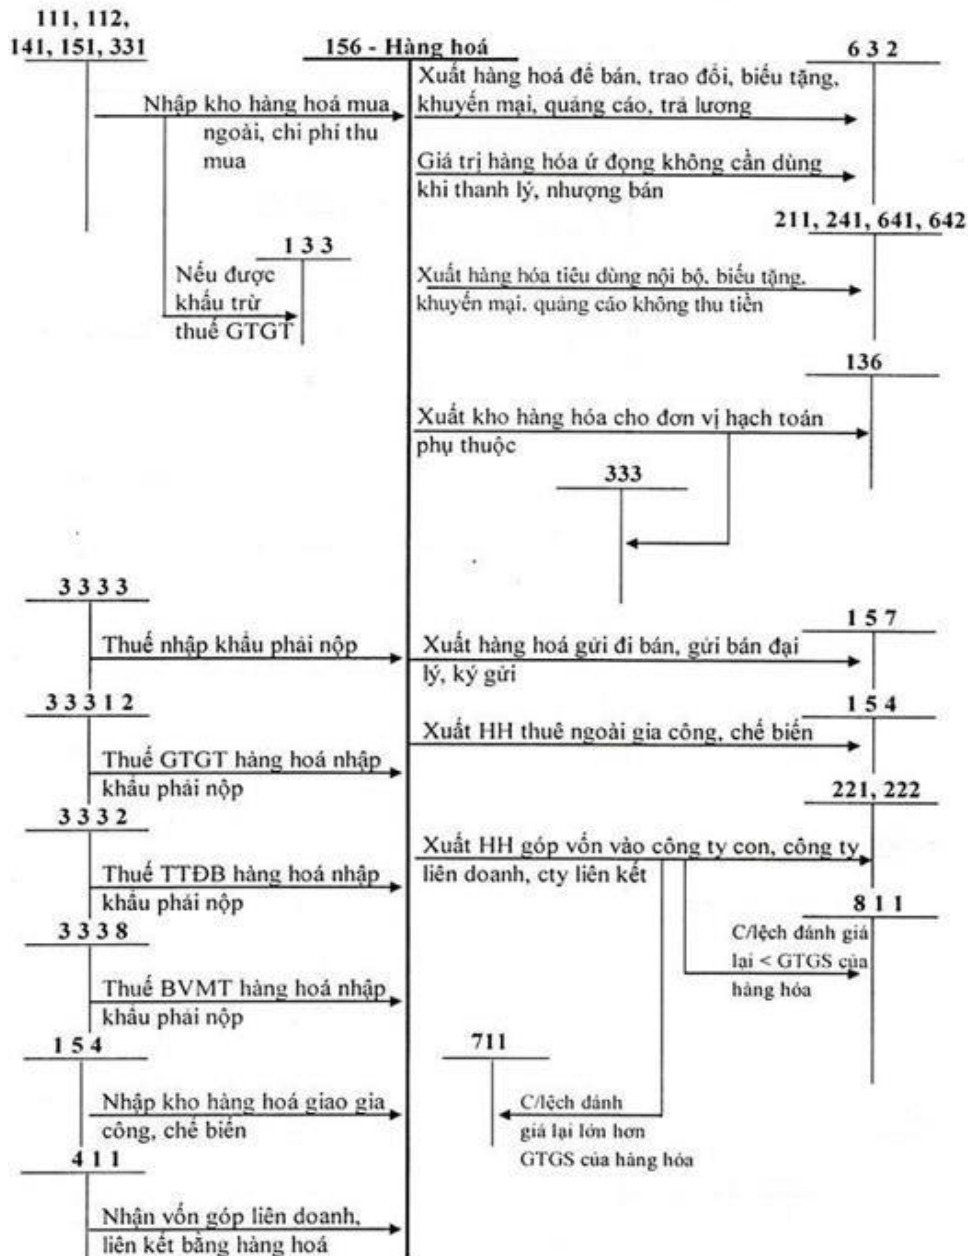 111, 112,
141, 151, 331
156 - Hàng hoá
6 3 2
Nhập kho hàng hoá mua
ngoài, chi phí thu
mua
Xuất hàng hoá để bán, trao đổi, biếu tặng,
khuyến mại, quảng cáo, trả lương
Giá trị hàng hóa ứ đọng không cần dùng
khi thanh lý, nhượng bán
211, 241, 641, 642
1 3 3
Nếu được
khấu trừ
thuế GTGT
Xuất hàng hóa tiêu dùng nội bộ, biếu tặng,
khuyến mại, quảng cáo không thu tiền
136
Xuất kho hàng hóa cho đơn vị hạch toán
phụ thuộc
333
3 3 3 3
Thuế nhập khẩu phải nộp
1 5 7
Xuất hàng hoá gửi đi bán, gửi bán đại
lý, ký gửi
3 3 3 1 2
Thuế GTGT hàng hoá nhập
khẩu phải nộp
1 5 4
Xuất HH thuê ngoài gia công, chế biến
221, 222
3 3 3 2
Thuế TTĐB hàng hoá nhập
khẩu phải nộp
Xuất HH góp vốn vào công ty con, công ty
liên doanh, cty liên kết
8 1 1
C/lệch đánh giá
lại < GTGS của
hàng hóa
3 3 3 8
Thuế BVMT hàng hoá nhập
khẩu phải nộp
1 5 4
Nhập kho hàng hoá giao gia
công, chế biến
711
C/lệch đánh
giá lại lớn hơn
GTGS của hàng hóa
4 1 1
Nhận vốn góp liên doanh,
liên kết bằng hàng hoá